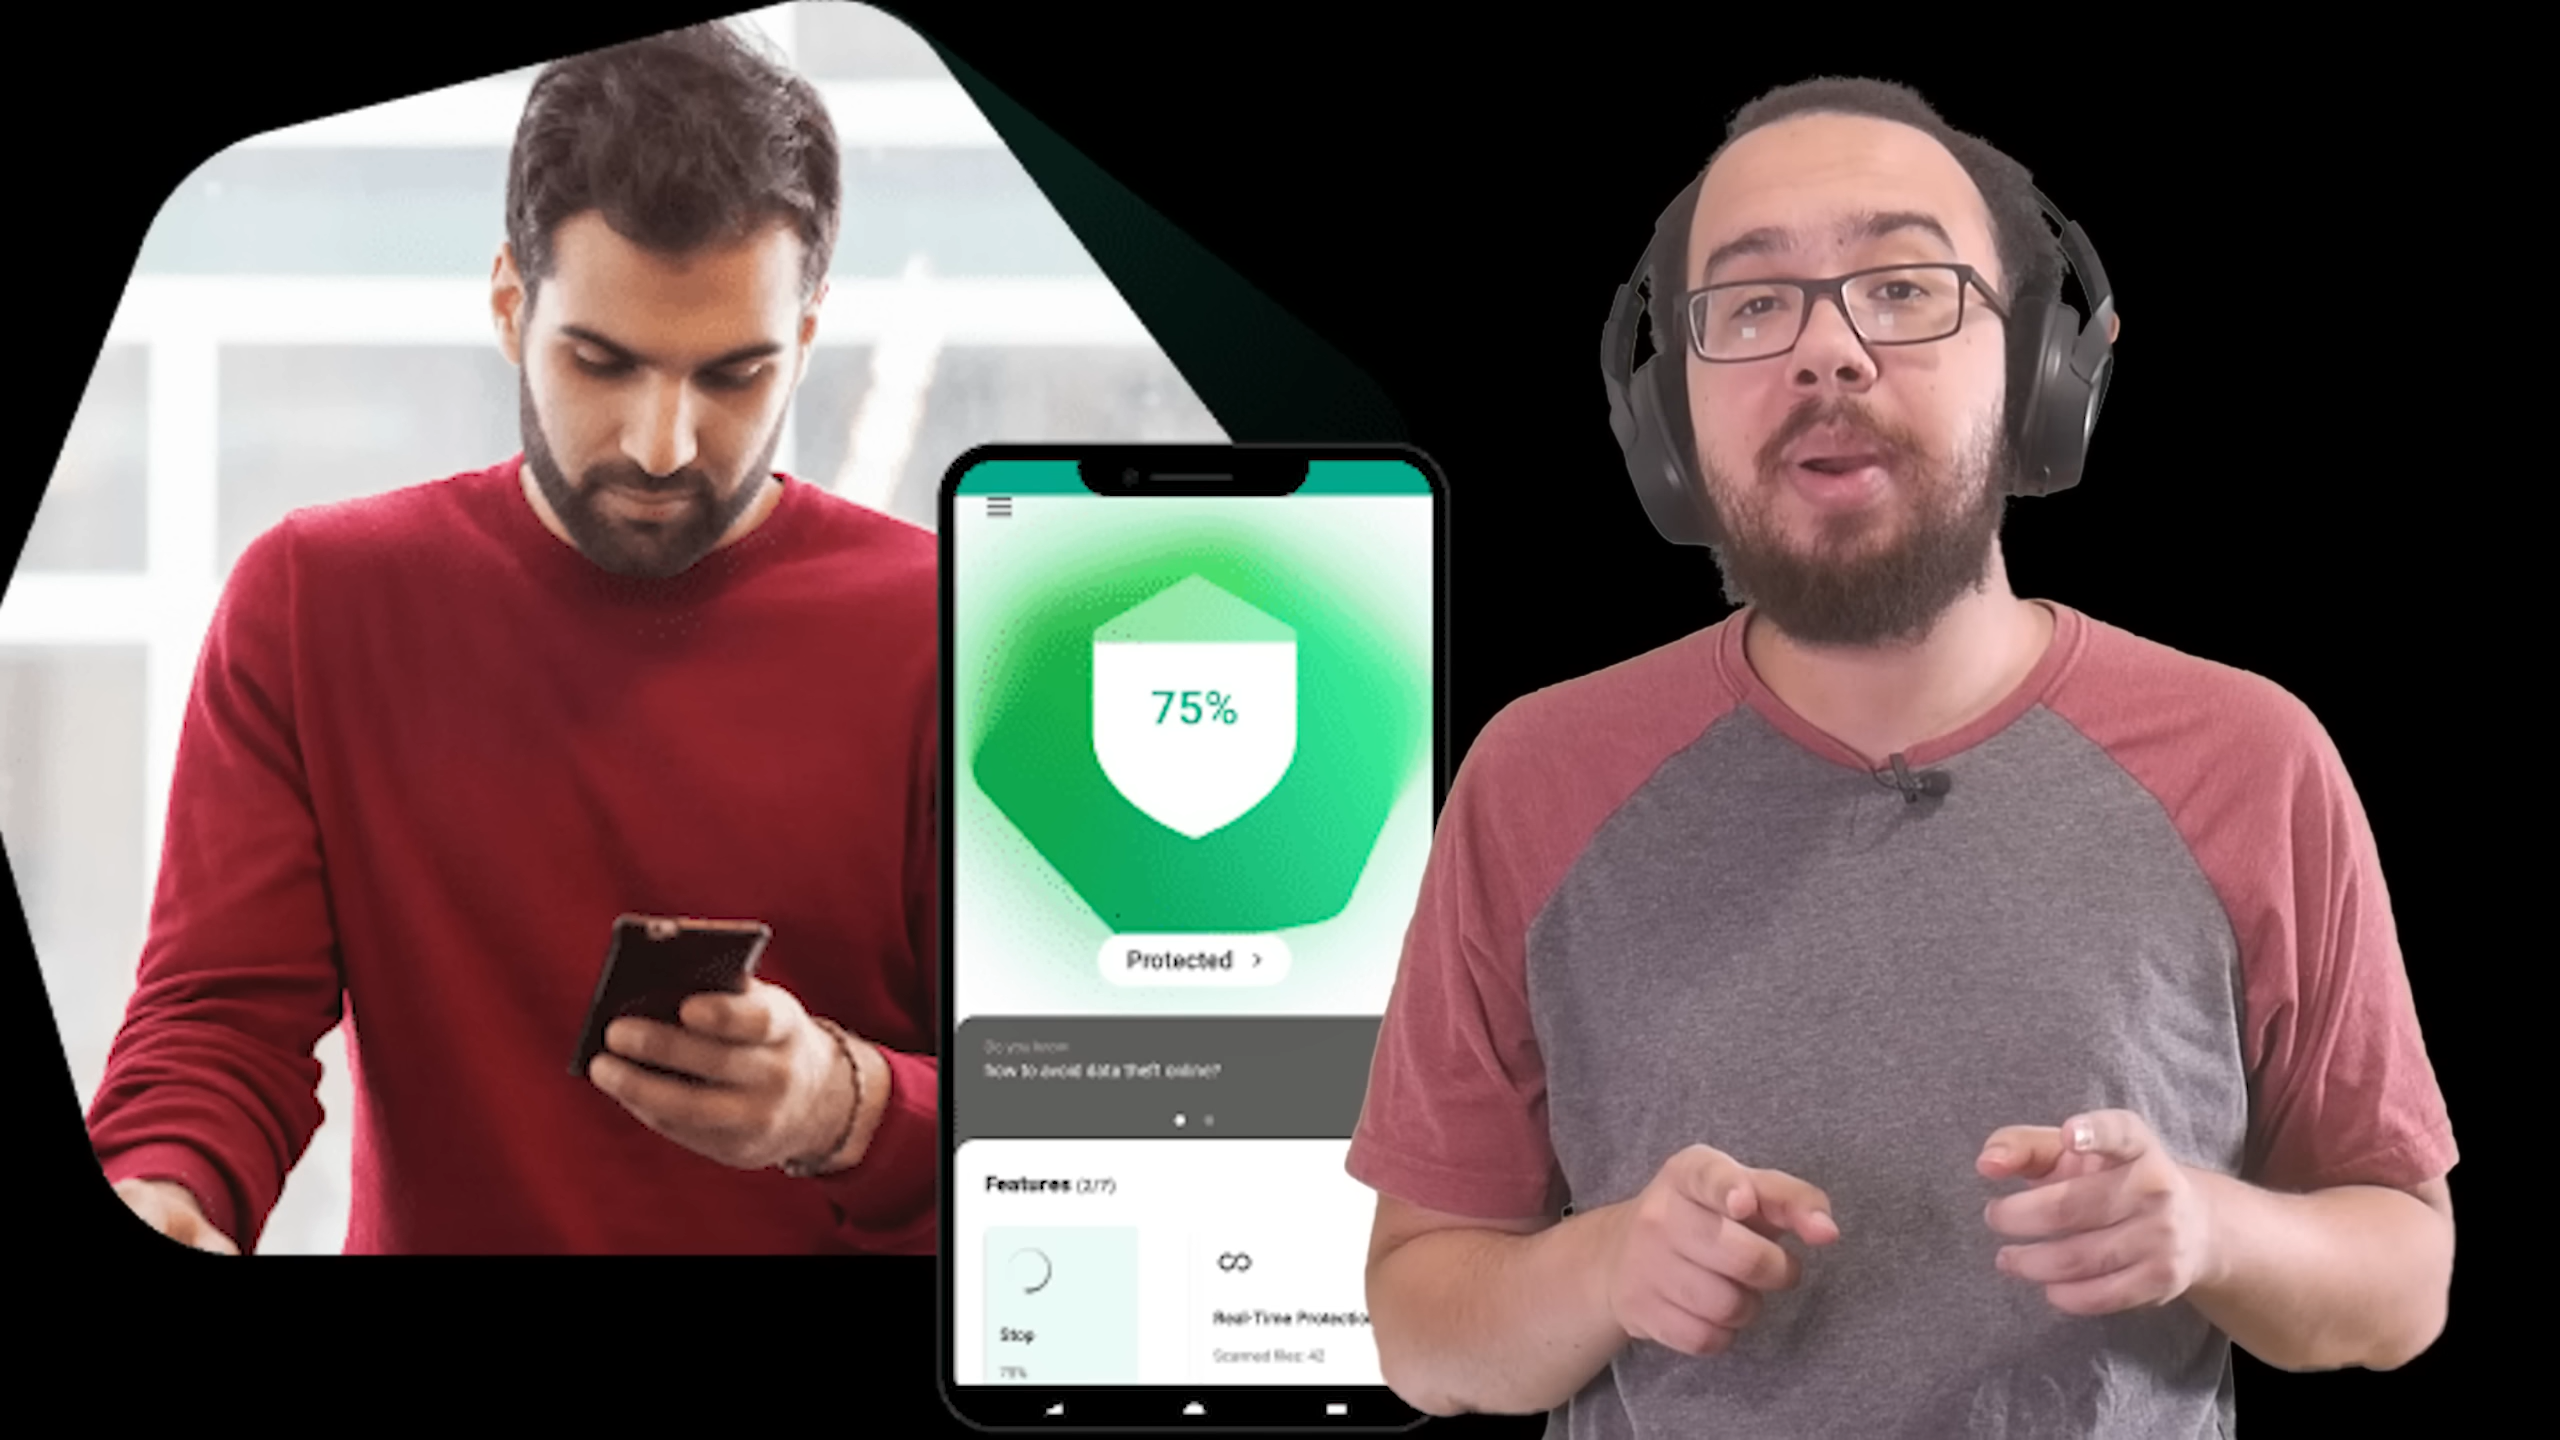 75%
Protected
Do you know
how to avoid data theft online?
Features (2/7)
Stop
Real-Time Protection
75%
Scanned files: 42